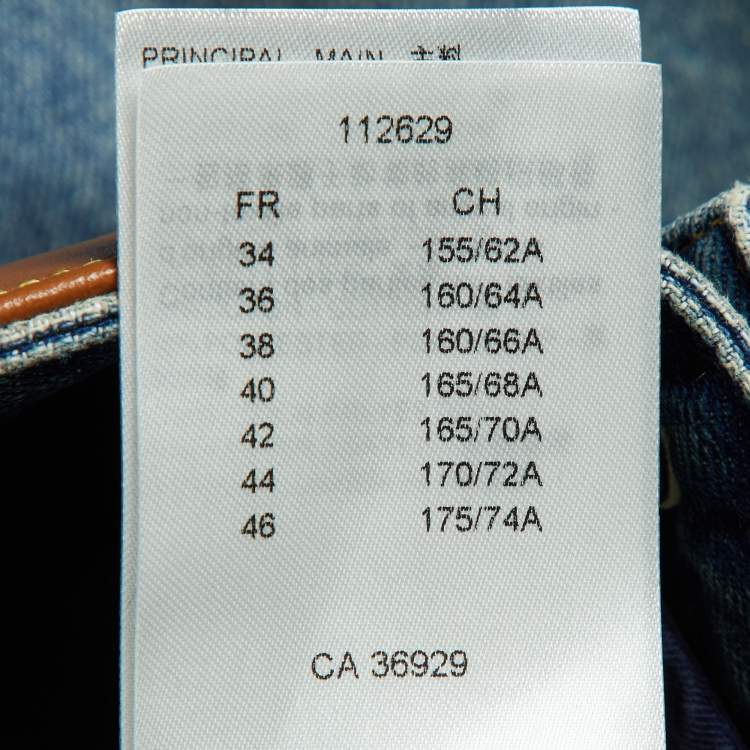 PRINCIPAL MAIN 主料
112629
FR CH
34 155/62A
36 160/64A
38 160/66A
40 165/68A
42 165/70A
44 170/72A
46 175/74A
CA 36929